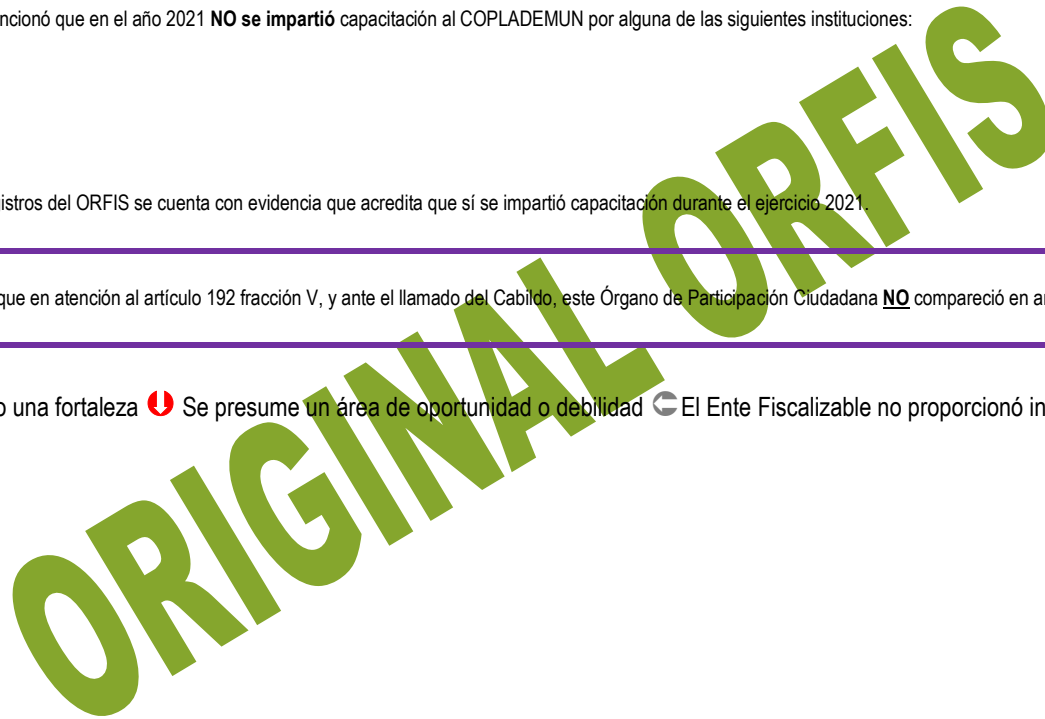 ncionó que en el año 2021 NO se impartió capacitación al COPLADEMUN por alguna de las siguientes instituciones:
istros del ORFIS se cuenta con evidencia que acredita que sí se impartió capacitación durante el ejercicio 2021.
que en atención al artículo 192 fracción V, y ante el llamado del Cabildo, este Órgano de Participación Ciudadana NO compareció en
o una fortaleza Se presume un área de oportunidad o debilidad El Ente Fiscalizable no proporcionó in
ORIGINAL ORFIS